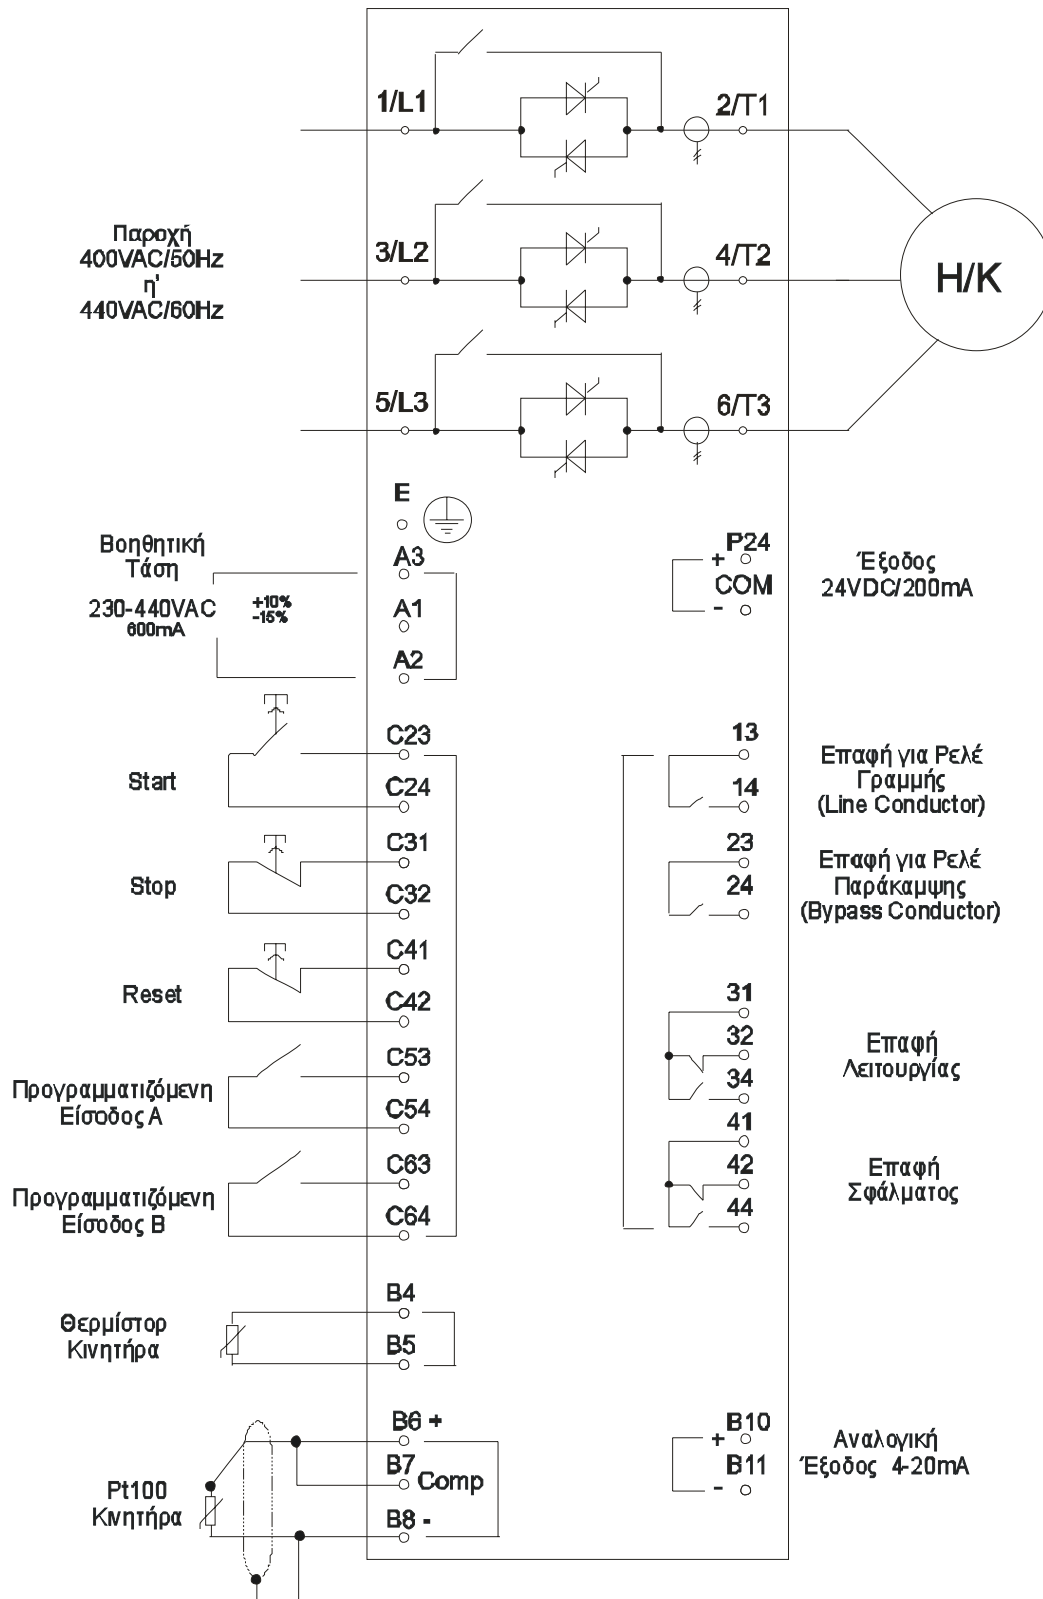 1/L1
2/T1
Παροχή
400VAC/50Hz
η'
440VAC/60Hz
3/L2
4/T2
H/K
5/L3
6/T3
E
Βοηθητική
Τάση
230-440VAC
600mA
+10%
-15%
A3
A1
A2
+ P24
COM
-
Έξοδος
24VDC/200mA
Start
C23
C24
13
14
Επαφή για Ρελέ
Γραμμής
(Line Conductor)
Stop
C31
C32
23
24
Επαφή για Ρελέ
Παράκαμψης
(Bypass Conductor)
Reset
C41
C42
31
32
34
Επαφή
Λειτουργίας
Προγραμματιζόμενη
Είσοδος Α
C53
C54
41
42
44
Επαφή
Σφάλματος
Προγραμματιζόμενη
Είσοδος Β
C63
C64
Θερμίστορ
Κινητήρα
B4
B5
Pt100
Κινητήρα
B6 +
B7
Comp
B8 -
+ B10
B11
-
Αναλογική
Έξοδος 4-20mA